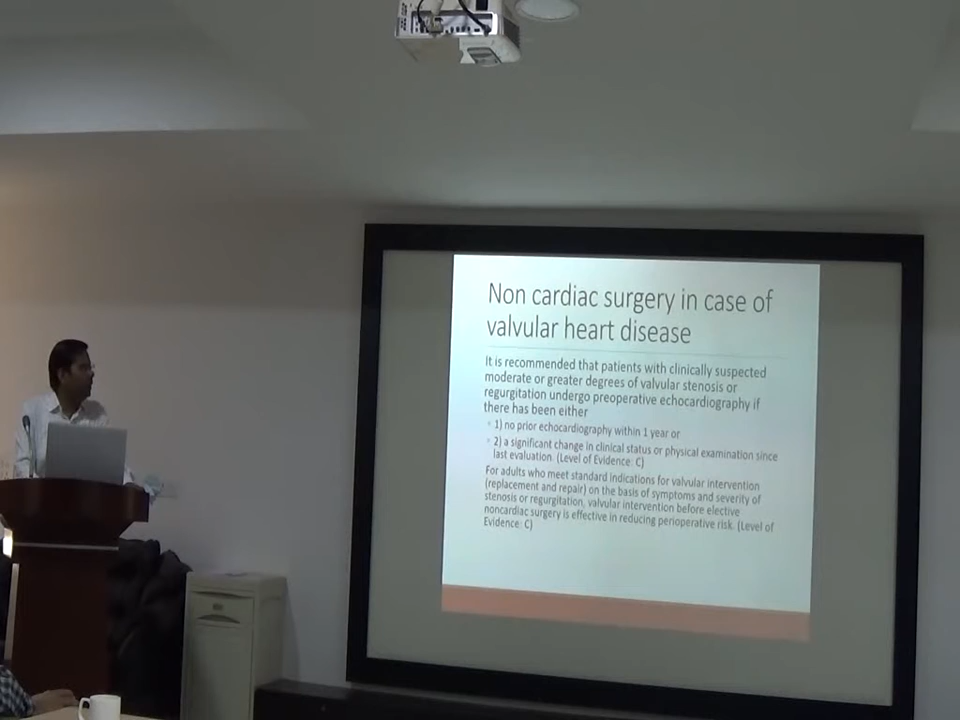 Non cardiac surgery in case of
valvular heart disease
It is recommended that patients with clinically suspected
moderate or greater degrees of valvular stenosis or
regurgitation undergo preoperative echocardiography if
there has been either
1) no prior echocardiography within 1 year or
2) a significant change in clinical status or physical examination since
last evaluation. (Level of Evidence: C)
For adults who meet standard indications for valvular intervention
(replacement and repair) on the basis of symptoms and severity of
stenosis or regurgitation, valvular intervention before elective
noncardiac surgery is effective in reducing perioperative risk. (Level of
Evidence: C)